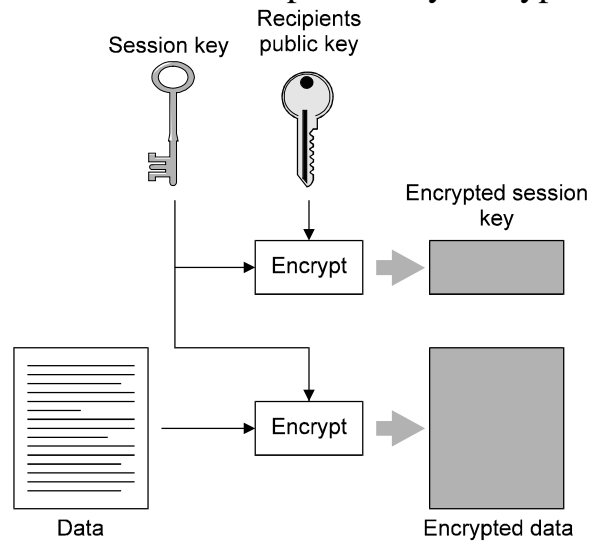 Session key
Recipients
public key
Encrypted session
key
Encrypt
Encrypt
Data
Encrypted data